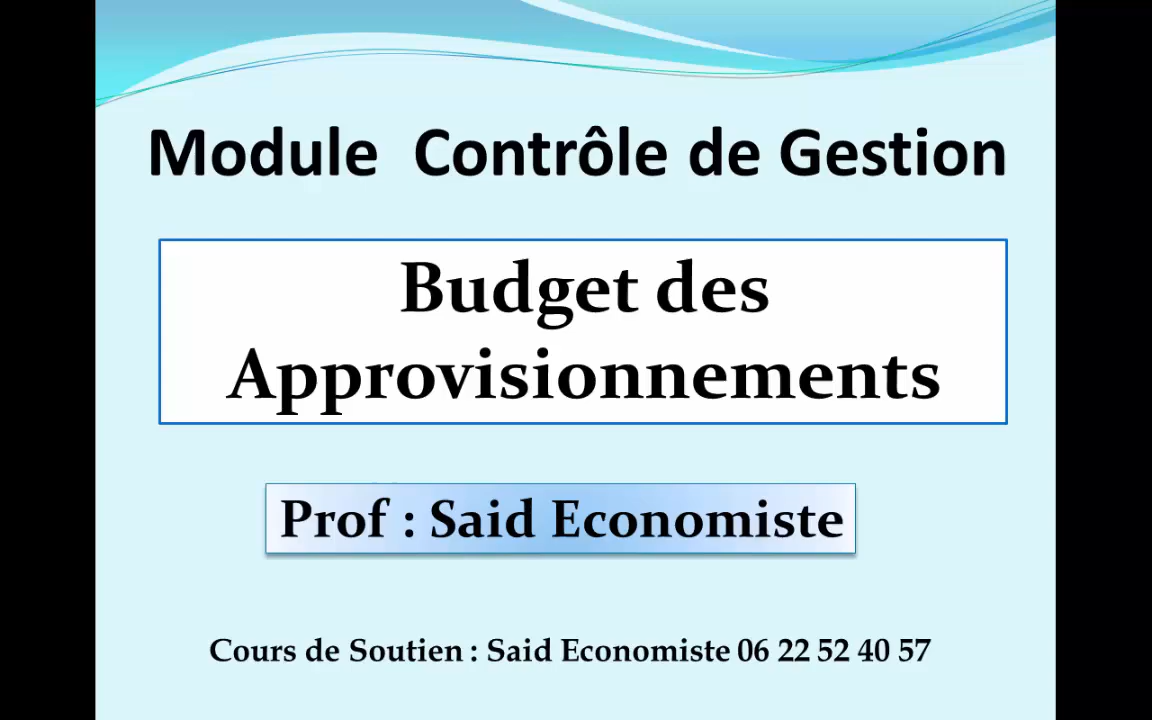 Module Contrôle de Gestion
Budget des
Approvisionnements
Prof : Said Economiste
Cours de Soutien : Said Economiste 06 22 52 40 57